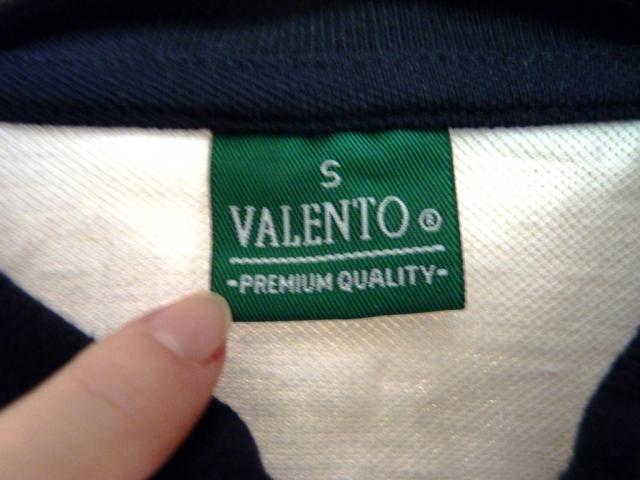 S
VALENTO ®
-PREMIUM QUALITY-